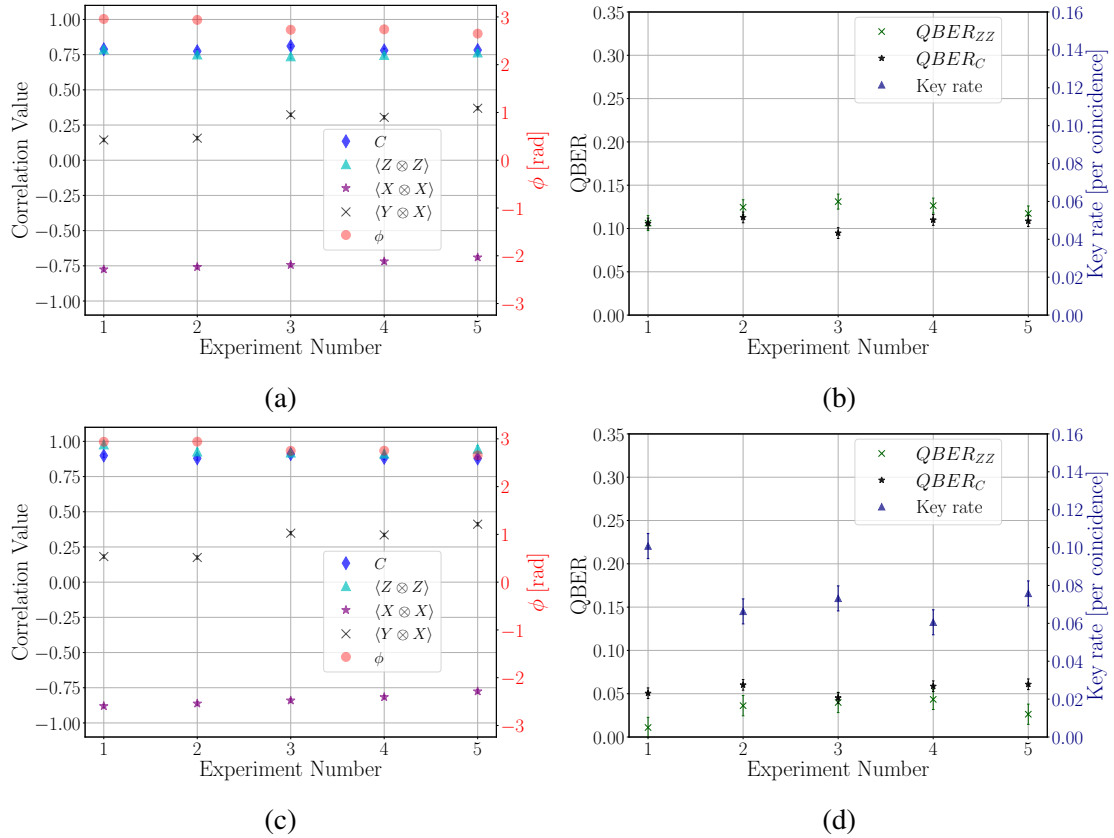 1.00
0.75
0.50
0.25
0.00
−0.25
−0.50
−0.75
−1.00
Correlation Value
1 2 3 4 5
Experiment Number
3
2
1
0
−1
−2
−3
ϕ [rad]
C
⟨Z ⊗ Z⟩
⟨X ⊗ X⟩
⟨Y ⊗ X⟩
ϕ
(a)
0.35
0.30
0.25
0.20
0.15
0.10
0.05
0.00
QBER
1 2 3 4 5
Experiment Number
0.16
0.14
0.12
0.10
0.08
0.06
0.04
0.02
0.00
Key rate [per coincidence]
QBER_ZZ
QBER_C
Key rate
(b)
1.00
0.75
0.50
0.25
0.00
−0.25
−0.50
−0.75
−1.00
Correlation Value
1 2 3 4 5
Experiment Number
3
2
1
0
−1
−2
−3
ϕ [rad]
C
⟨Z ⊗ Z⟩
⟨X ⊗ X⟩
⟨Y ⊗ X⟩
ϕ
(c)
0.35
0.30
0.25
0.20
0.15
0.10
0.05
0.00
QBER
1 2 3 4 5
Experiment Number
0.16
0.14
0.12
0.10
0.08
0.06
0.04
0.02
0.00
Key rate [per coincidence]
QBER_ZZ
QBER_C
Key rate
(d)